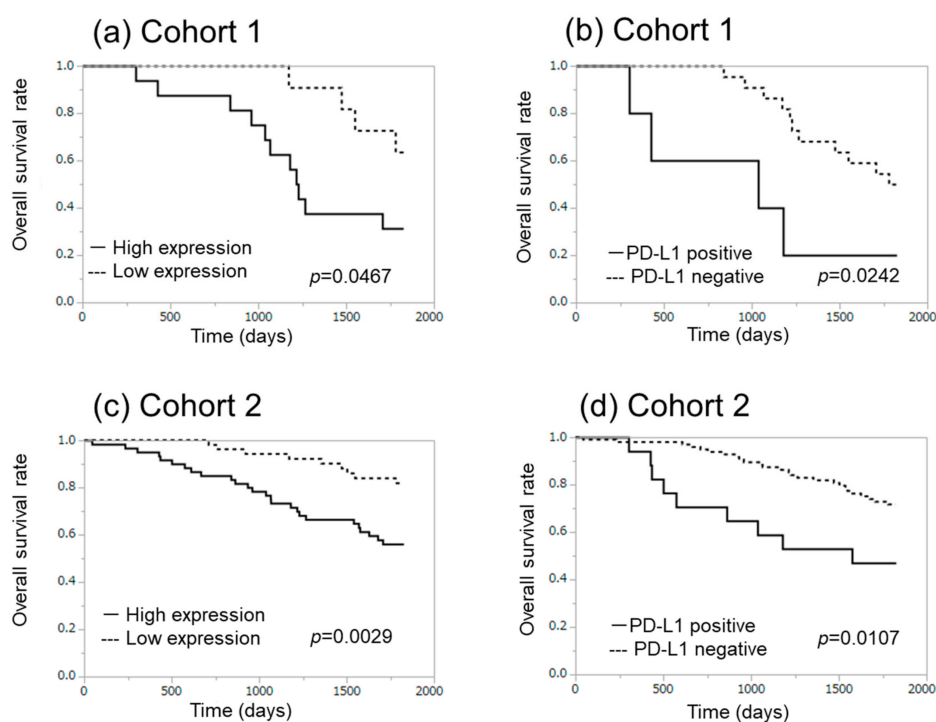 (a) Cohort 1
Overall survival rate
1.0
0.8
0.6
0.4
0.2
0.0
High expression
Low expression
p=0.0467
0 500 1000 1500 2000
Time (days)
(b) Cohort 1
Overall survival rate
1.0
0.8
0.6
0.4
0.2
0.0
PD-L1 positive
PD-L1 negative
p=0.0242
0 500 1000 1500 2000
Time (days)
(c) Cohort 2
Overall survival rate
1.0
0.8
0.6
0.4
0.2
0.0
High expression
Low expression
p=0.0029
0 500 1000 1500 2000
Time (days)
(d) Cohort 2
Overall survival rate
1.0
0.8
0.6
0.4
0.2
0.0
PD-L1 positive
PD-L1 negative
p=0.0107
0 500 1000 1500 2000
Time (days)